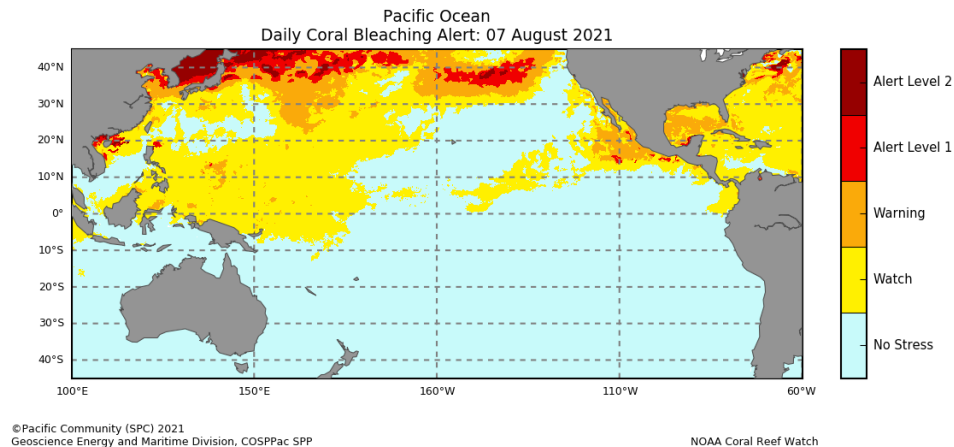 Pacific Ocean
Daily Coral Bleaching Alert: 07 August 2021
40°N
30°N
20°N
10°N
0°
10°S
20°S
30°S
40°S
100°E
150°E
160°W
110°W
60°W
Alert Level 2
Alert Level 1
Warning
Watch
No Stress
©Pacific Community (SPC) 2021
Geoscience Energy and Maritime Division, COSPPac SPP
NOAA Coral Reef Watch